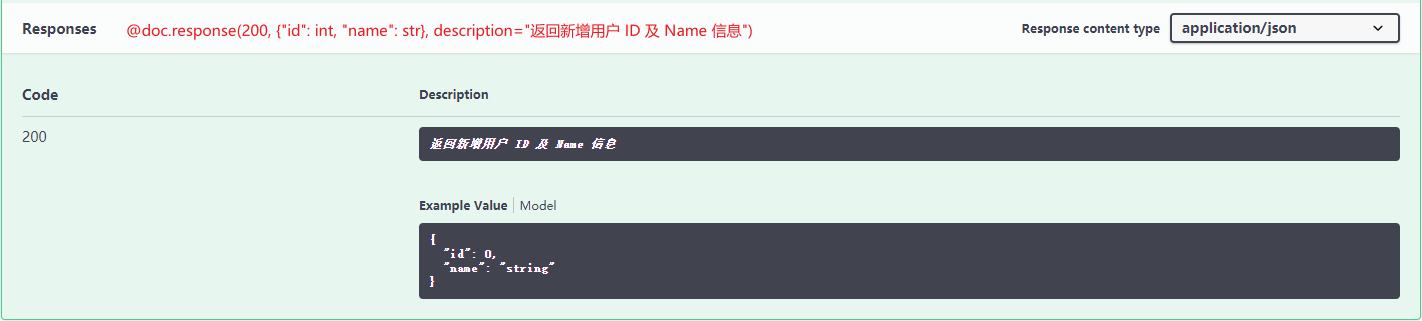 Responses @doc.response(200, {"id": int, "name": str}, description="返回新增用户 ID 及 Name 信息") Response content type application/json
Code Description
200 返回新增用户 ID 及 Name 信息
Example Value Model
{
"id": 0,
"name": "string"
}